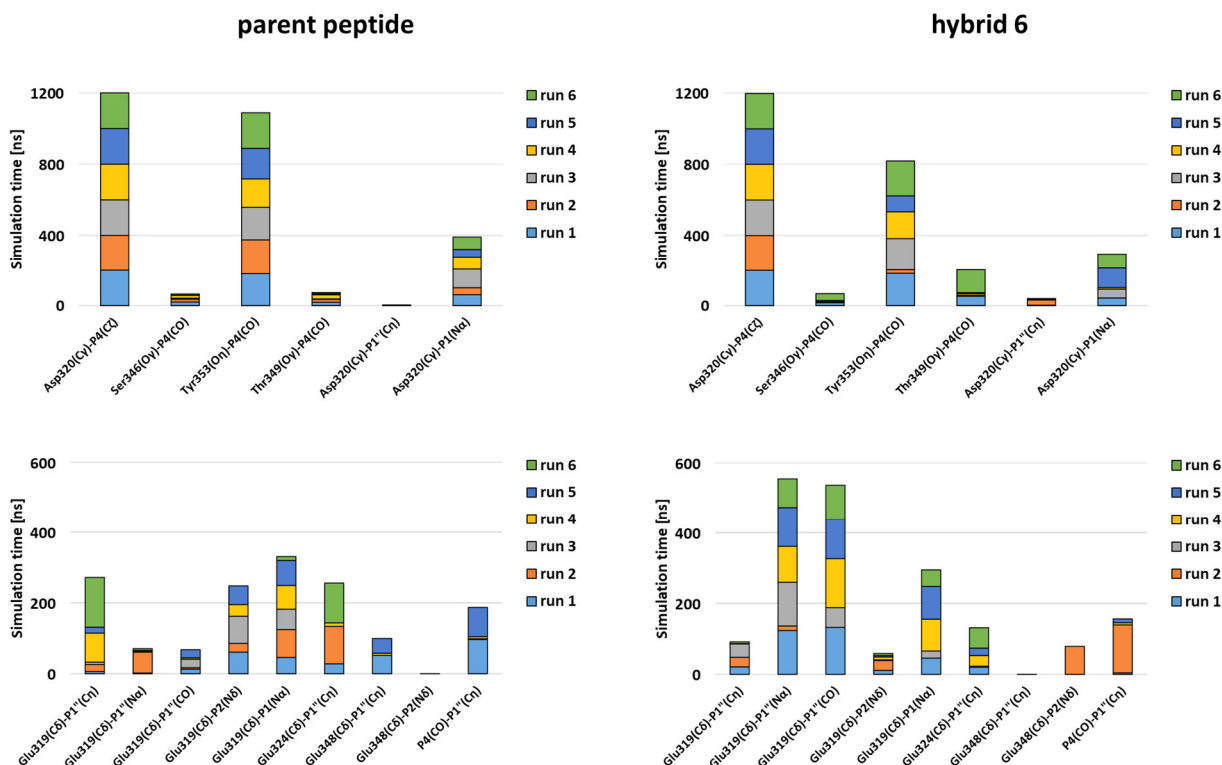 parent peptide
hybrid 6
Simulation time [ns]
1200
800
400
0
run 6
run 5
run 4
run 3
run 2
run 1
Asp320(Cγ)-P4(Cζ)
Ser346(Oγ)-P4(CO)
Tyr353(Oη)-P4(CO)
Thr349(Oγ)-P4(CO)
Asp320(Cγ)-P1"(Cη)
Asp320(Cγ)-P1(Nα)
Simulation time [ns]
1200
800
400
0
run 6
run 5
run 4
run 3
run 2
run 1
Asp320(Cγ)-P4(Cζ)
Ser346(Oγ)-P4(CO)
Tyr353(Oη)-P4(CO)
Thr349(Oγ)-P4(CO)
Asp320(Cγ)-P1"(Cη)
Asp320(Cγ)-P1(Nα)
Simulation time [ns]
600
400
200
0
run 6
run 5
run 4
run 3
run 2
run 1
Glu319(Cδ)-P1"(Cη)
Glu319(Cδ)-P1"(Nα)
Glu319(Cδ)-P1"(CO)
Glu319(Cδ)-P2(Nδ)
Glu319(Cδ)-P1(Nα)
Glu324(Cδ)-P1"(Cη)
Glu348(Cδ)-P1"(Cη)
Glu348(Cδ)-P2(Nδ)
P4(CO)-P1"(Cη)
Simulation time [ns]
600
400
200
0
run 6
run 5
run 4
run 3
run 2
run 1
Glu319(Cδ)-P1"(Cη)
Glu319(Cδ)-P1"(Nα)
Glu319(Cδ)-P1"(CO)
Glu319(Cδ)-P2(Nδ)
Glu319(Cδ)-P1(Nα)
Glu324(Cδ)-P1"(Cη)
Glu348(Cδ)-P1"(Cη)
Glu348(Cδ)-P2(Nδ)
P4(CO)-P1"(Cη)